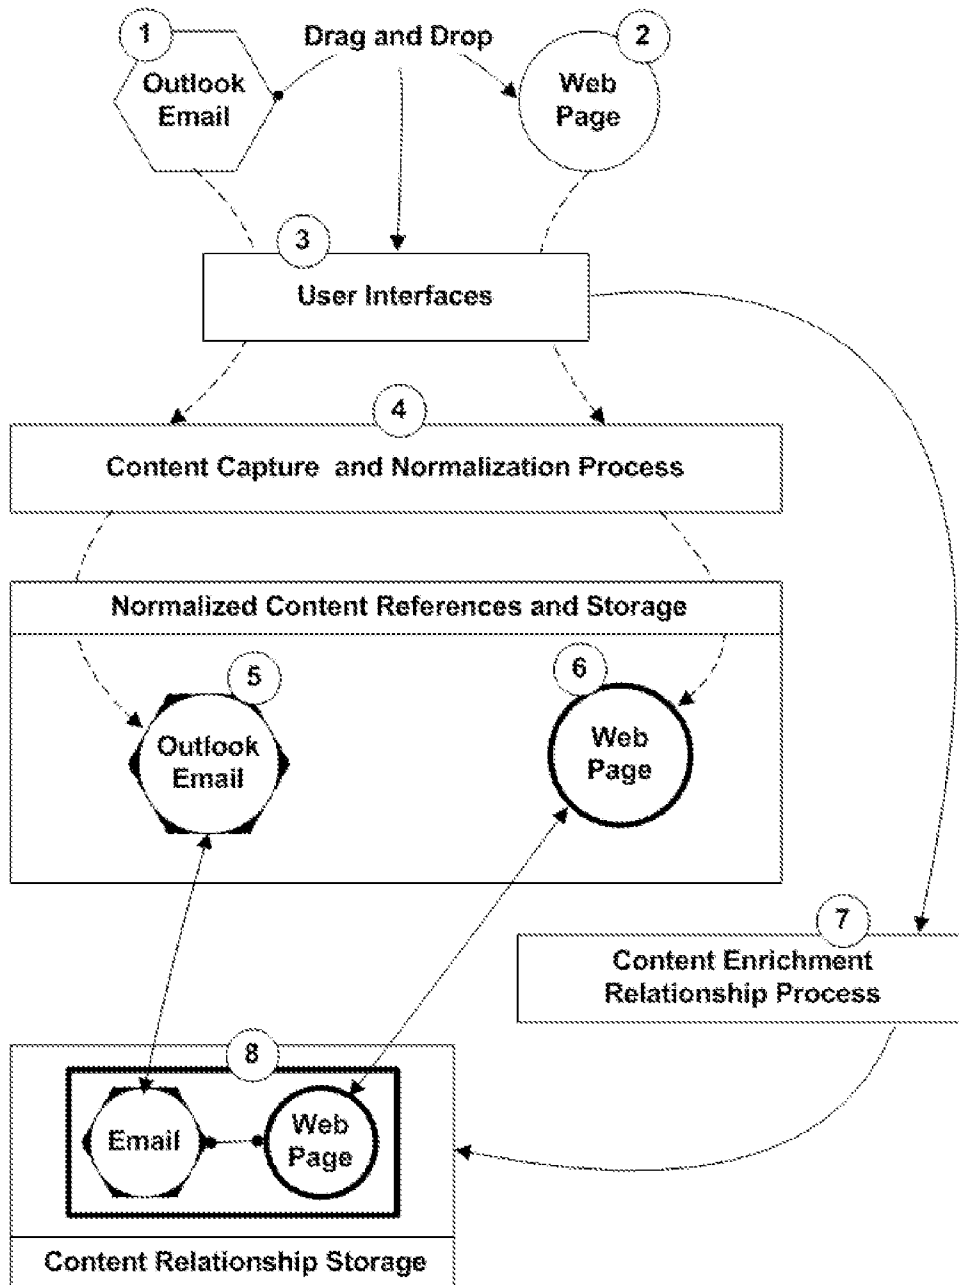 1
Drag and Drop
2
Outlook
Email
Web
Page
3
User Interfaces
4
Content Capture and Normalization Process
Normalized Content References and Storage
5
6
Outlook
Email
Web
Page
7
Content Enrichment
Relationship Process
8
Email
Web
Page
Content Relationship Storage